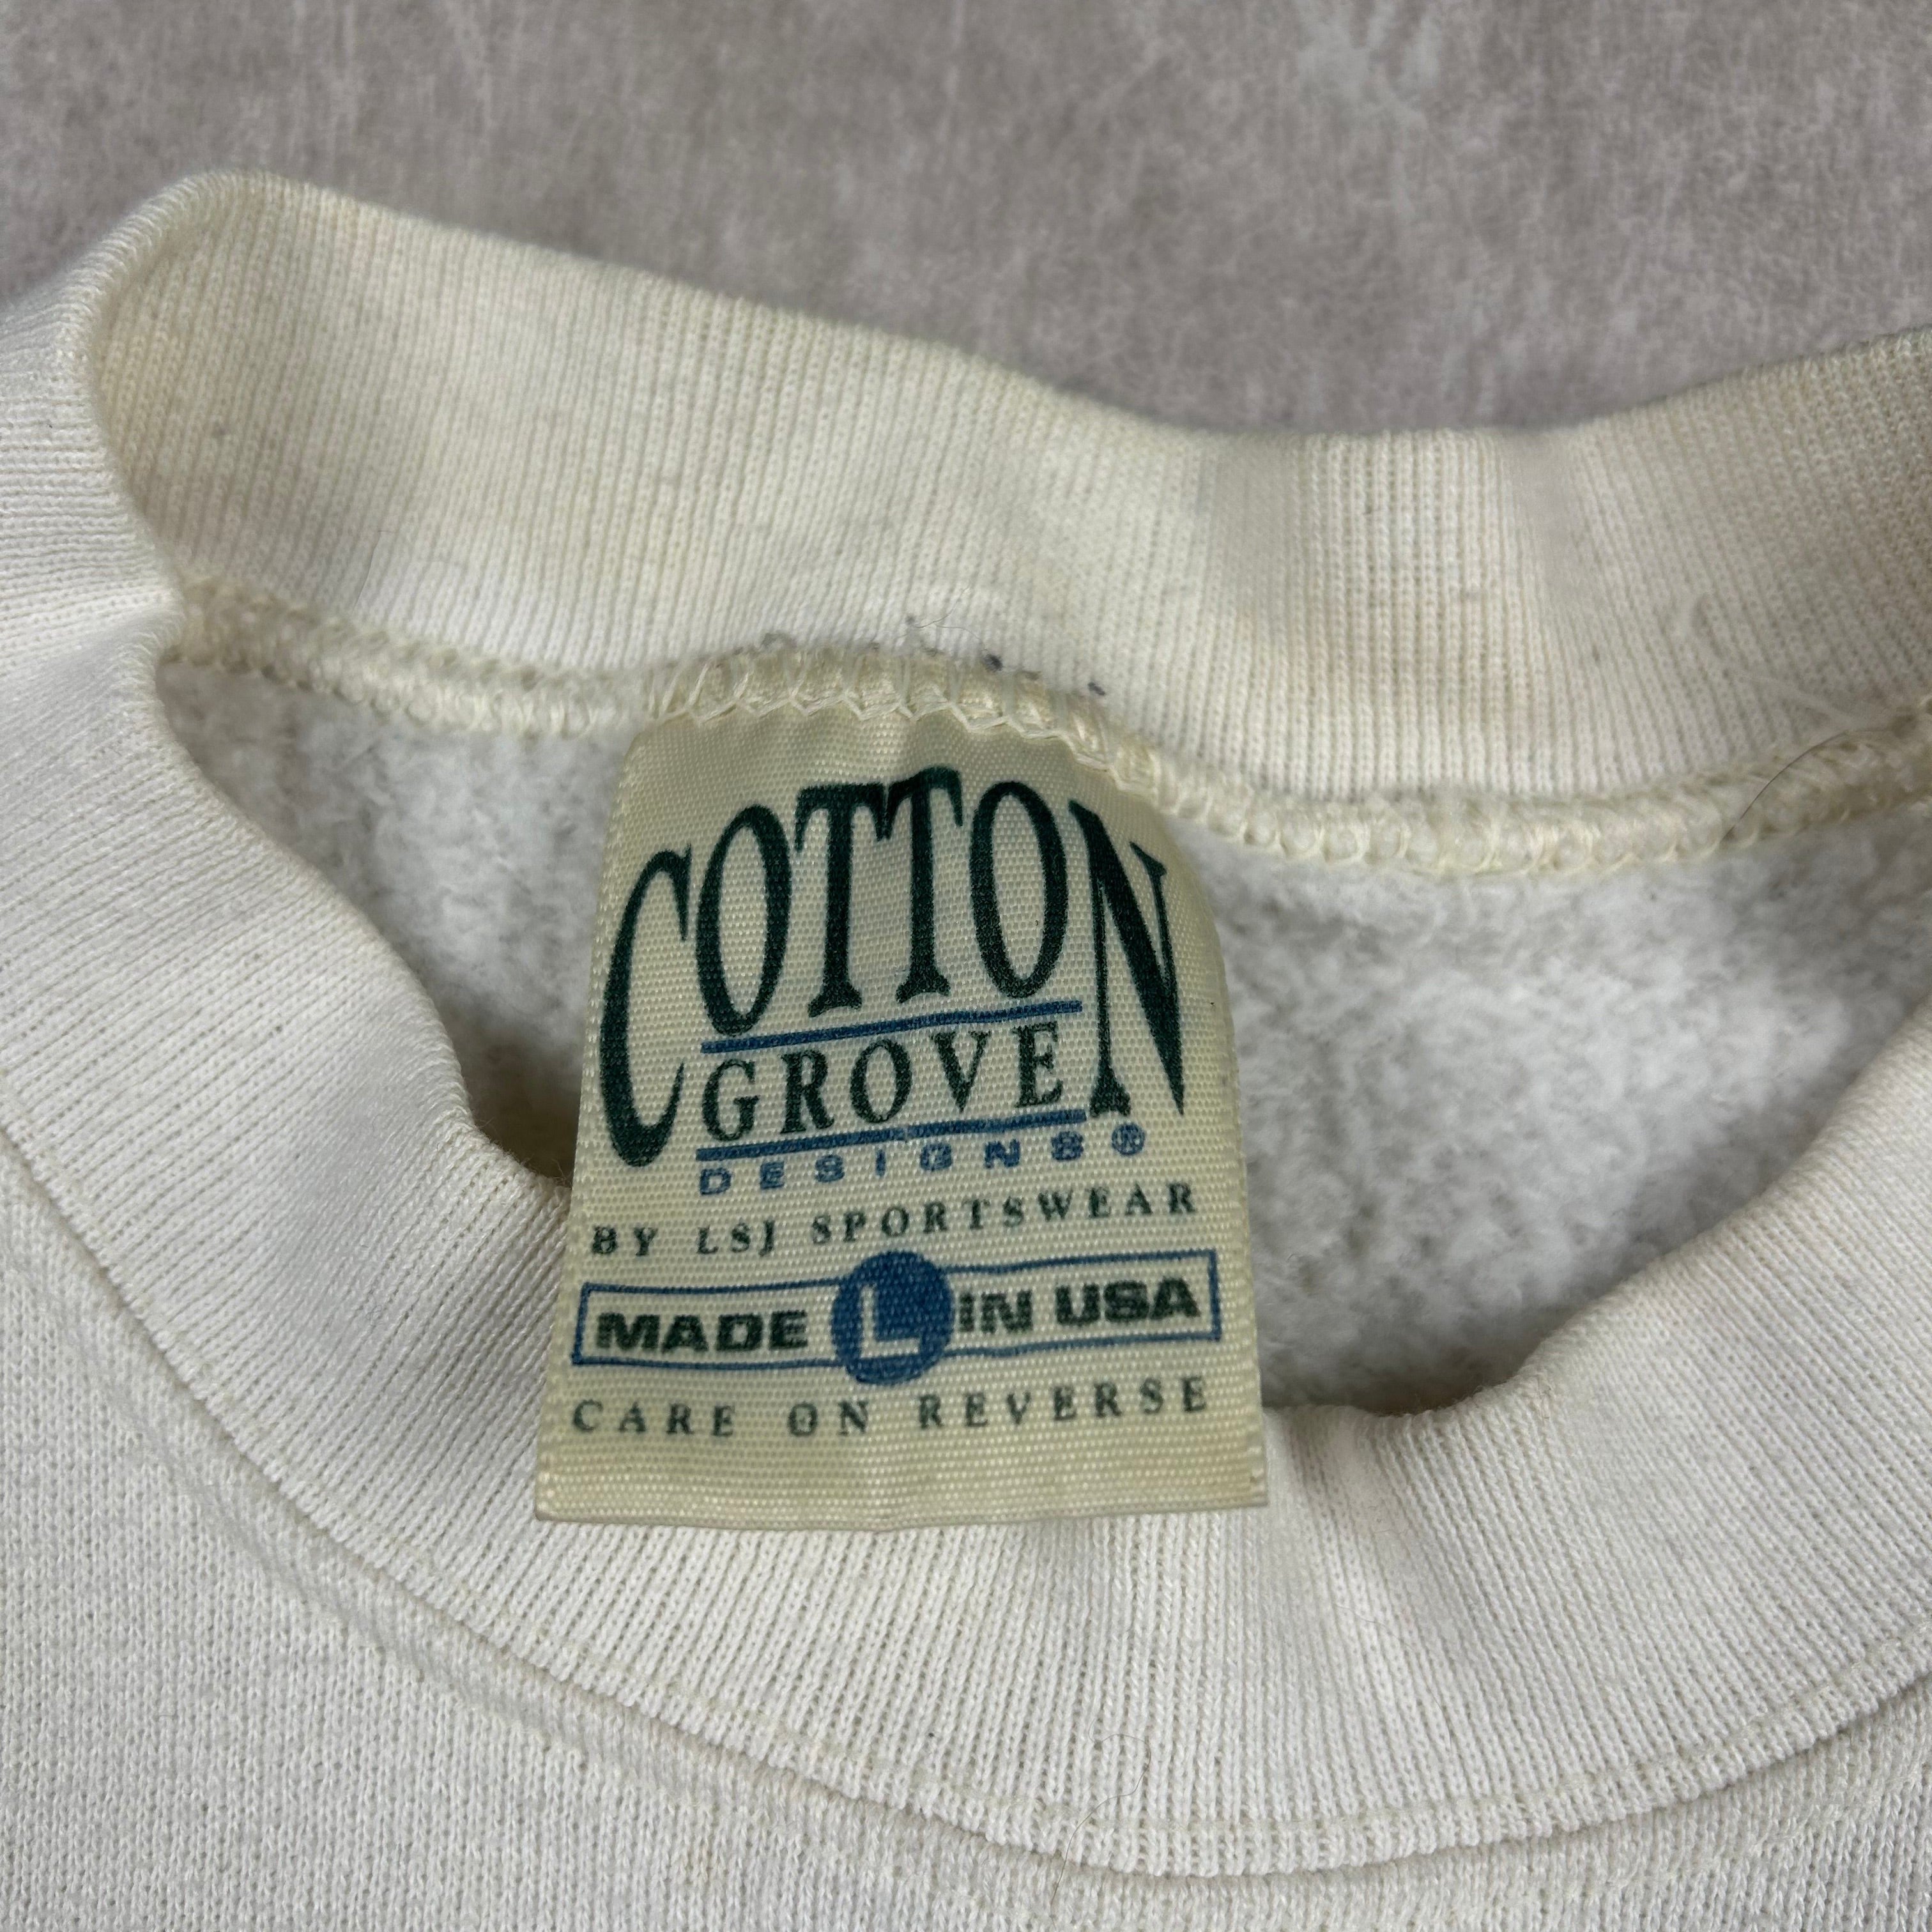 COTTON
GROVE
DESIGNS®
BY LSJ SPORTSWEAR
MADE L IN USA
CARE ON REVERSE